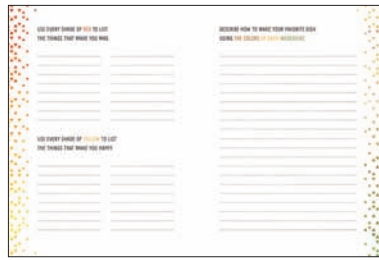 USE EVERY SHADE OF RED TO LIST
THE THINGS THAT MAKE YOU MAD.
USE EVERY SHADE OF YELLOW TO LIST
THE THINGS THAT MAKE YOU HAPPY
DESCRIBE HOW TO MAKE YOUR FAVORITE DISH
USING THE COLORS OF EACH INGREDIENT